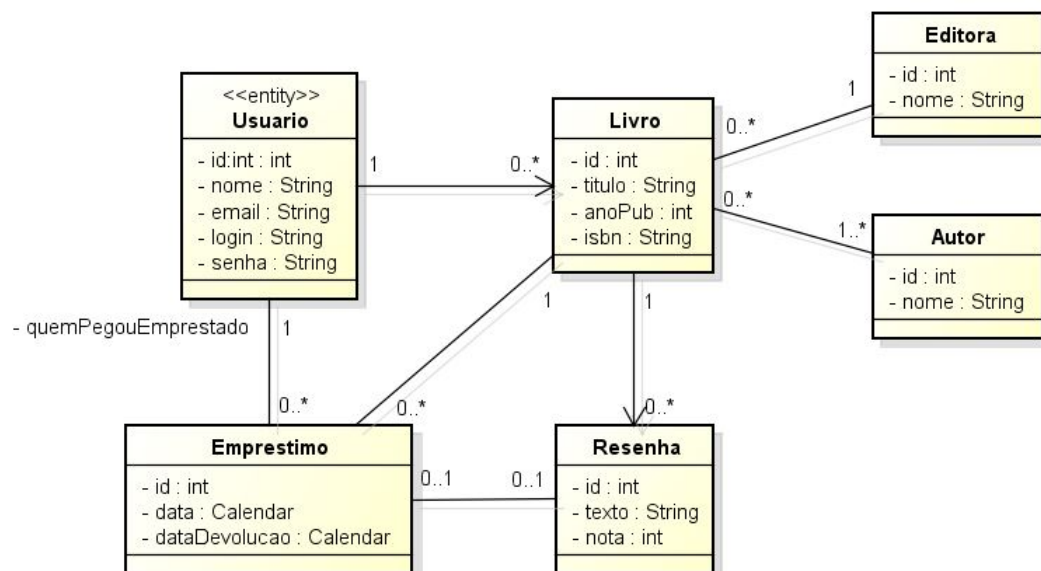 Editora
- id : int
- nome : String
<<entity>>
Usuario
- id:int : int
- nome : String
- email : String
- login : String
- senha : String
1
0..*
Livro
- id : int
- titulo : String
- anoPub : int
- isbn : String
0..*
1
0..*
1..*
Autor
- id : int
- nome : String
- quemPegouEmprestado
1
0..*
1
0..*
1
0..*
Emprestimo
- id : int
- data : Calendar
- dataDevolucao : Calendar
0..1
0..1
Resenha
- id : int
- texto : String
- nota : int